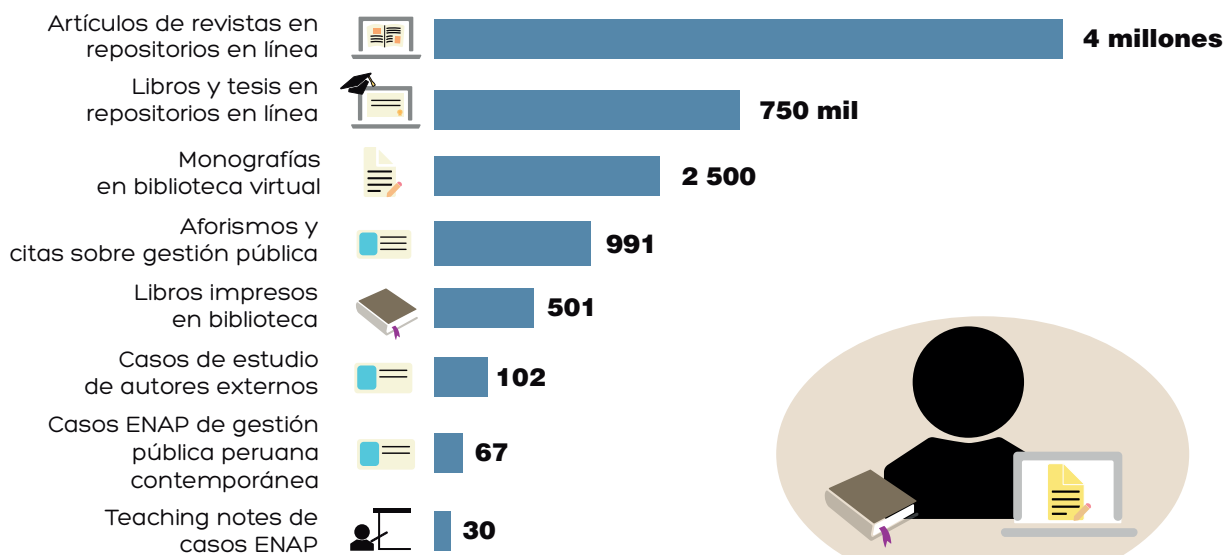 Artículos de revistas en
repositorios en línea
4 millones
Libros y tesis en
repositorios en línea
750 mil
Monografías
en biblioteca virtual
2 500
Aforismos y
citas sobre gestión pública
991
Libros impresos
en biblioteca
501
Casos de estudio
de autores externos
102
Casos ENAP de gestión
pública peruana
contemporánea
67
Teaching notes de
casos ENAP
30